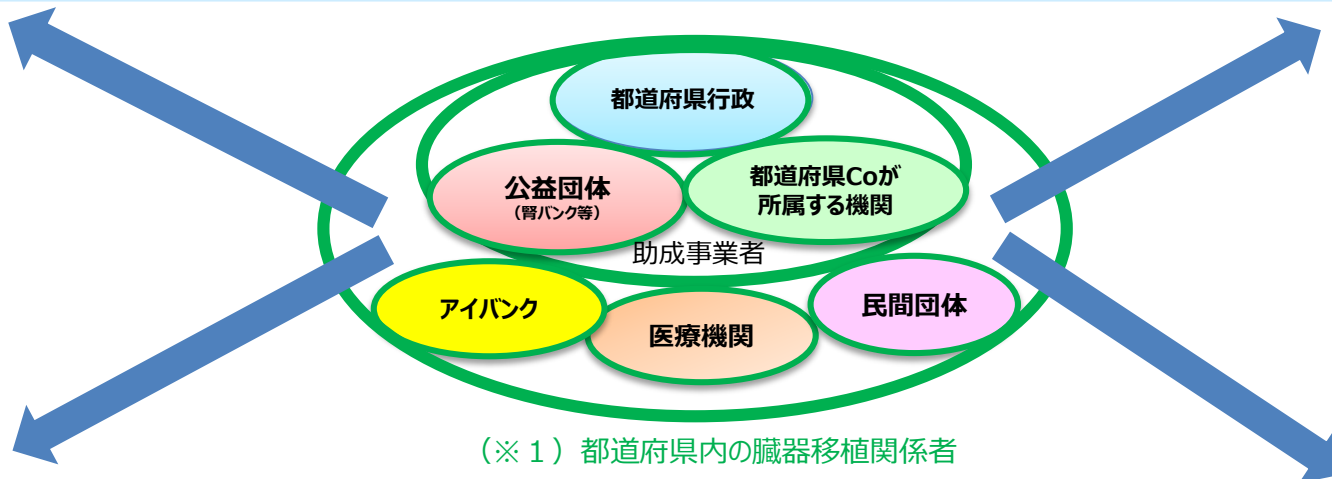 都道府県行政
公益団体
（腎バンク等）
都道府県Coが
所属する機関
助成事業者
アイバンク
医療機関
民間団体
（※１）都道府県内の臓器移植関係者